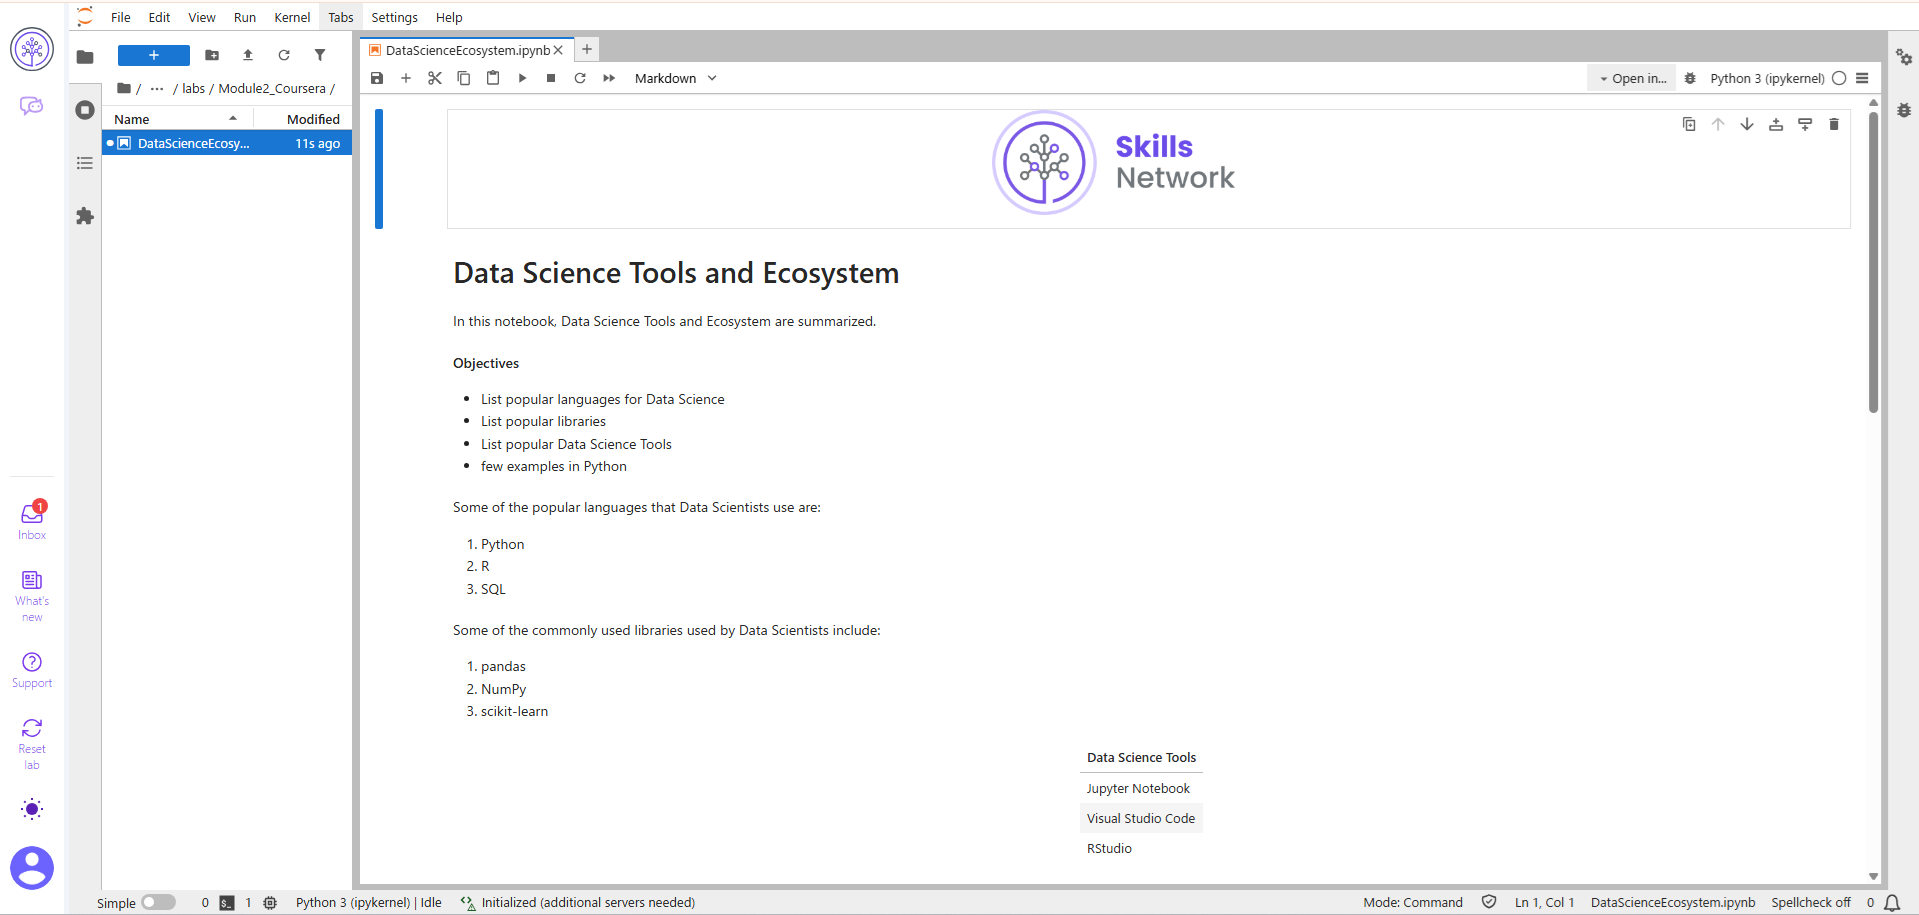 File Edit View Run Kernel Tabs Settings Help
DataScienceEcosystem.ipynb
Markdown
Open in...
Python 3 (ipykernel)
/ ··· / labs / Module2_Coursera /
Name Modified
DataScienceEcosy... 11s ago
Skills
Network
Data Science Tools and Ecosystem
In this notebook, Data Science Tools and Ecosystem are summarized.
Objectives
• List popular languages for Data Science
• List popular libraries
• List popular Data Science Tools
• few examples in Python
Some of the popular languages that Data Scientists use are:
1. Python
2. R
3. SQL
Some of the commonly used libraries used by Data Scientists include:
1. pandas
2. NumPy
3. scikit-learn
Data Science Tools
Jupyter Notebook
Visual Studio Code
RStudio
1
Inbox
What's
new
Support
Reset
lab
Simple 0 $_ 1 Python 3 (ipykernel) | Idle Initialized (additional servers needed) Mode: Command Ln 1, Col 1 DataScienceEcosystem.ipynb Spellcheck off 0